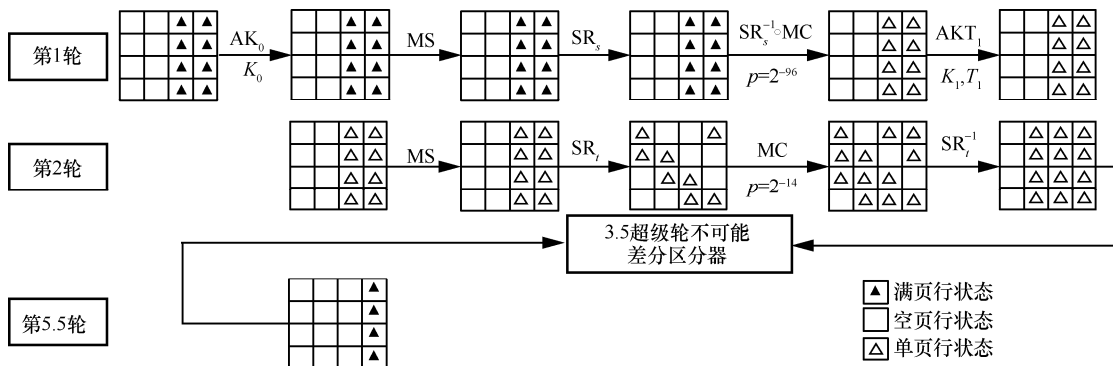 第1轮
AK₀
K₀
MS
SRₛ
SRₛ⁻¹∘MC
p=2⁻⁹⁶
AKT₁
K₁,T₁
第2轮
MS
SRₜ
MC
p=2⁻¹⁴
SRₜ⁻¹
3.5超级轮不可能
差分区分器
第5.5轮
满页行状态
空页行状态
单页行状态